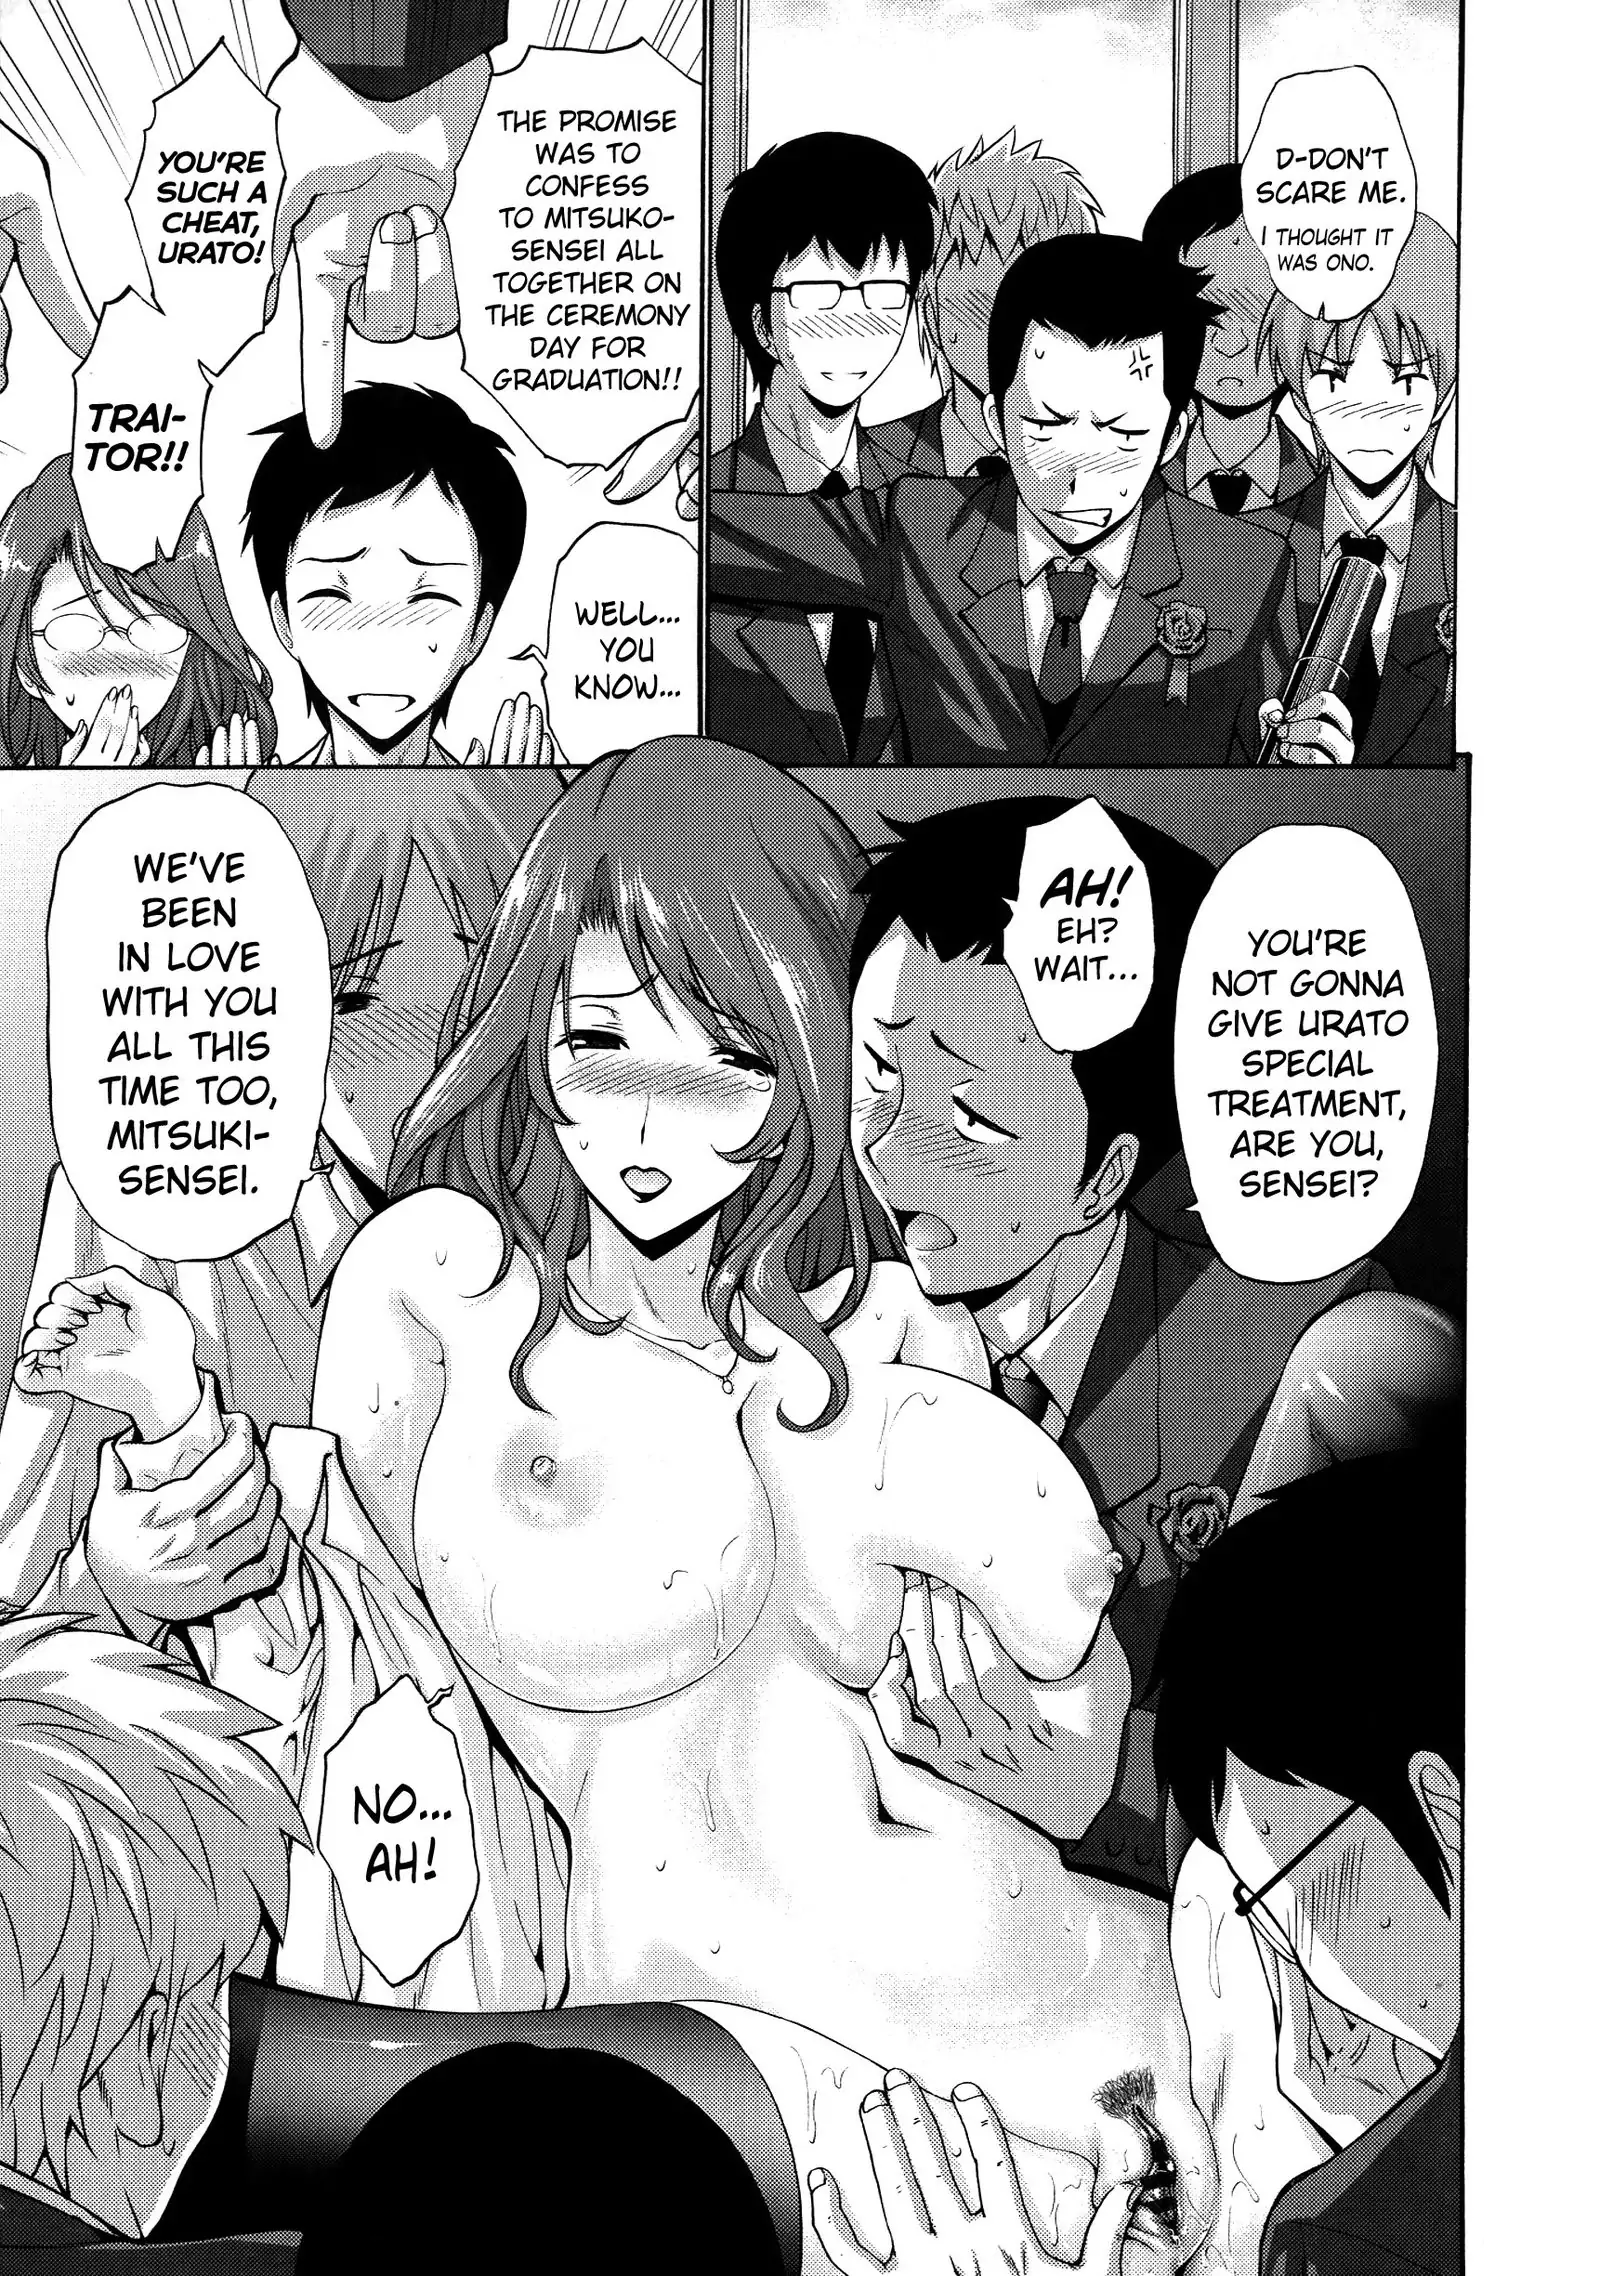 D-DON'T
SCARE ME.
I THOUGHT IT
WAS ONO.
THE PROMISE
WAS TO
CONFESS
TO MITSUKO-
SENSEI ALL
TOGETHER ON
THE CEREMONY
DAY FOR
GRADUATION!!
YOU'RE
SUCH A
CHEAT,
URATO!
TRAI-
TOR!!
WELL...
YOU
KNOW...
YOU'RE
NOT GONNA
GIVE URATO
SPECIAL
TREATMENT,
ARE YOU,
SENSEI?
AH!
EH?
WAIT...
WE'VE
BEEN
IN LOVE
WITH YOU
ALL THIS
TIME TOO,
MITSUKI-
SENSEI.
NO...
AH!